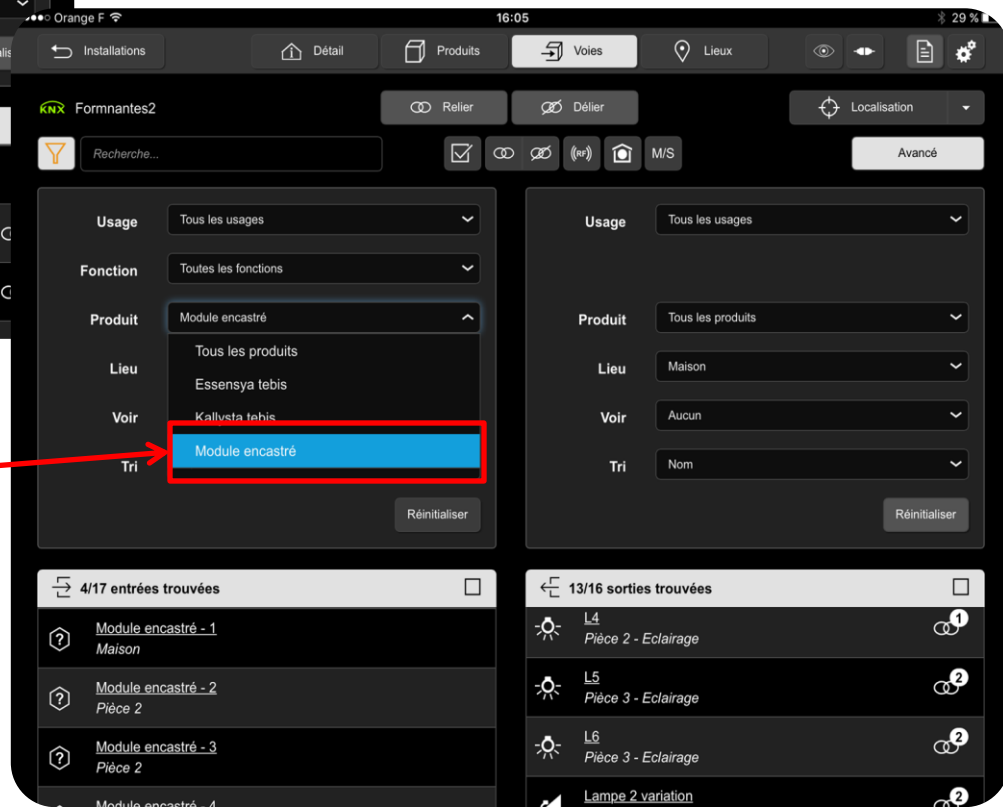 Orange F 16:05 29 %
Installations Détail Produits Voies Lieux
KNX Formnantes2 Relier Délier Localisation
Recherche... (RF) M/S Avancé
Usage Tous les usages Usage Tous les usages
Fonction Toutes les fonctions
Produit Module encastré Produit Tous les produits
Tous les produits
Lieu Lieu Maison
Essensya tebis
Voir Kallysta tebis Voir Aucun
Module encastré
Tri Tri Nom
Réinitialiser Réinitialiser
4/17 entrées trouvées 13/16 sorties trouvées
Module encastré - 1
Maison
Module encastré - 2
Pièce 2
Module encastré - 3
Pièce 2
Module encastré - 4
L4 1
Pièce 2 - Eclairage
L5 2
Pièce 3 - Eclairage
L6 2
Pièce 3 - Eclairage
Lampe 2 variation 2